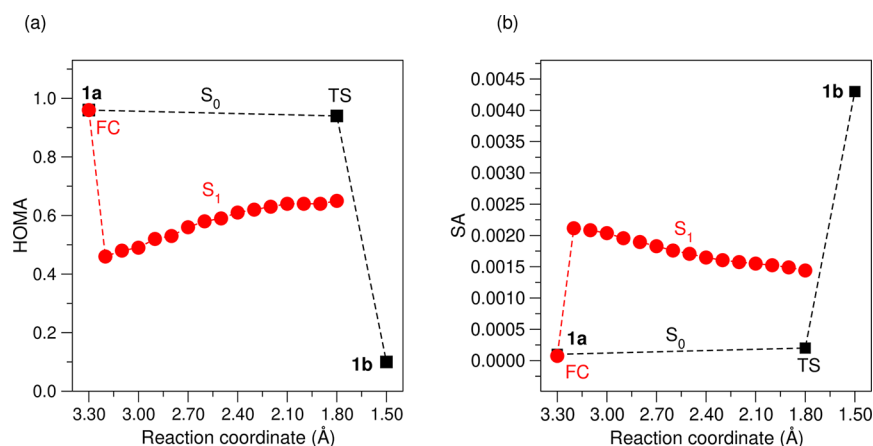 (a)
HOMA
1.0
0.8
0.6
0.4
0.2
0.0
1a
FC
S0
TS
S1
1b
3.30 3.00 2.70 2.40 2.10 1.80 1.50
Reaction coordinate (Å)
(b)
SA
0.0045
0.0040
0.0035
0.0030
0.0025
0.0020
0.0015
0.0010
0.0005
0.0000
1b
S1
1a
FC
S0
TS
3.30 3.00 2.70 2.40 2.10 1.80 1.50
Reaction coordinate (Å)